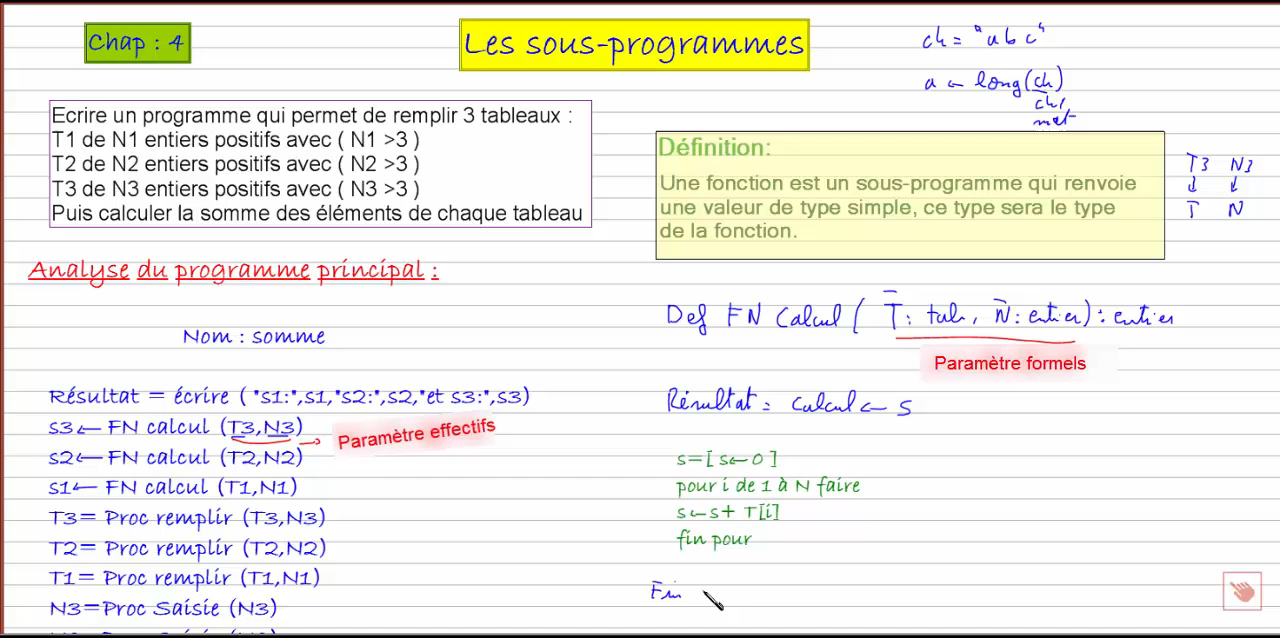 Chap : 4
Les sous-programmes
ch = "abc"
a ← long(ch)
ch1
mot
Ecrire un programme qui permet de remplir 3 tableaux :
T1 de N1 entiers positifs avec ( N1 >3 )
T2 de N2 entiers positifs avec ( N2 >3 )
T3 de N3 entiers positifs avec ( N3 >3 )
Puis calculer la somme des éléments de chaque tableau
Définition:
Une fonction est un sous-programme qui renvoie
une valeur de type simple, ce type sera le type
de la fonction.
T3 N3
↓ ↓
T N
Analyse du programme principal :
Nom : somme
Résultat = écrire ( "s1:",s1,"s2:",s2,"et s3:",s3)
s3← FN calcul (T3,N3) → Paramètre effectifs
s2← FN calcul (T2,N2)
s1← FN calcul (T1,N1)
T3= Proc remplir (T3,N3)
T2= Proc remplir (T2,N2)
T1= Proc remplir (T1,N1)
N3=Proc Saisie (N3)
Def FN Calcul ( T: tab, N: entier) : entier
Paramètre formels
Résultat = calcul ← s
s=[ s←0 ]
pour i de 1 à N faire
s←s+ T[i]
fin pour
Fin